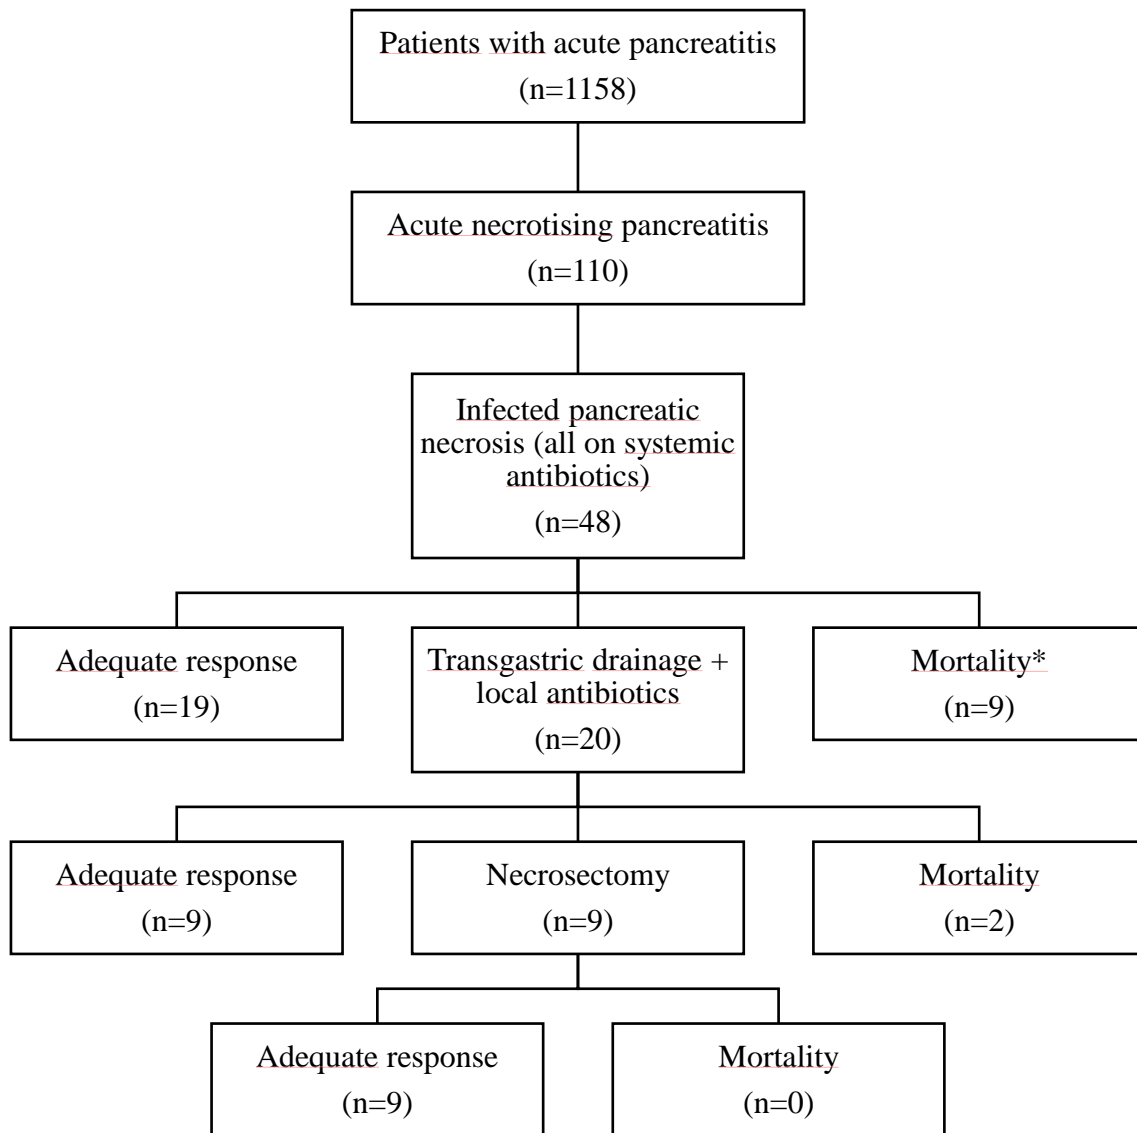 Patients with acute pancreatitis
(n=1158)
Acute necrotising pancreatitis
(n=110)
Infected pancreatic
necrosis (all on systemic
antibiotics)
(n=48)
Adequate response
(n=19)
Transgastric drainage +
local antibiotics
(n=20)
Mortality*
(n=9)
Adequate response
(n=9)
Necrosectomy
(n=9)
Mortality
(n=2)
Adequate response
(n=9)
Mortality
(n=0)